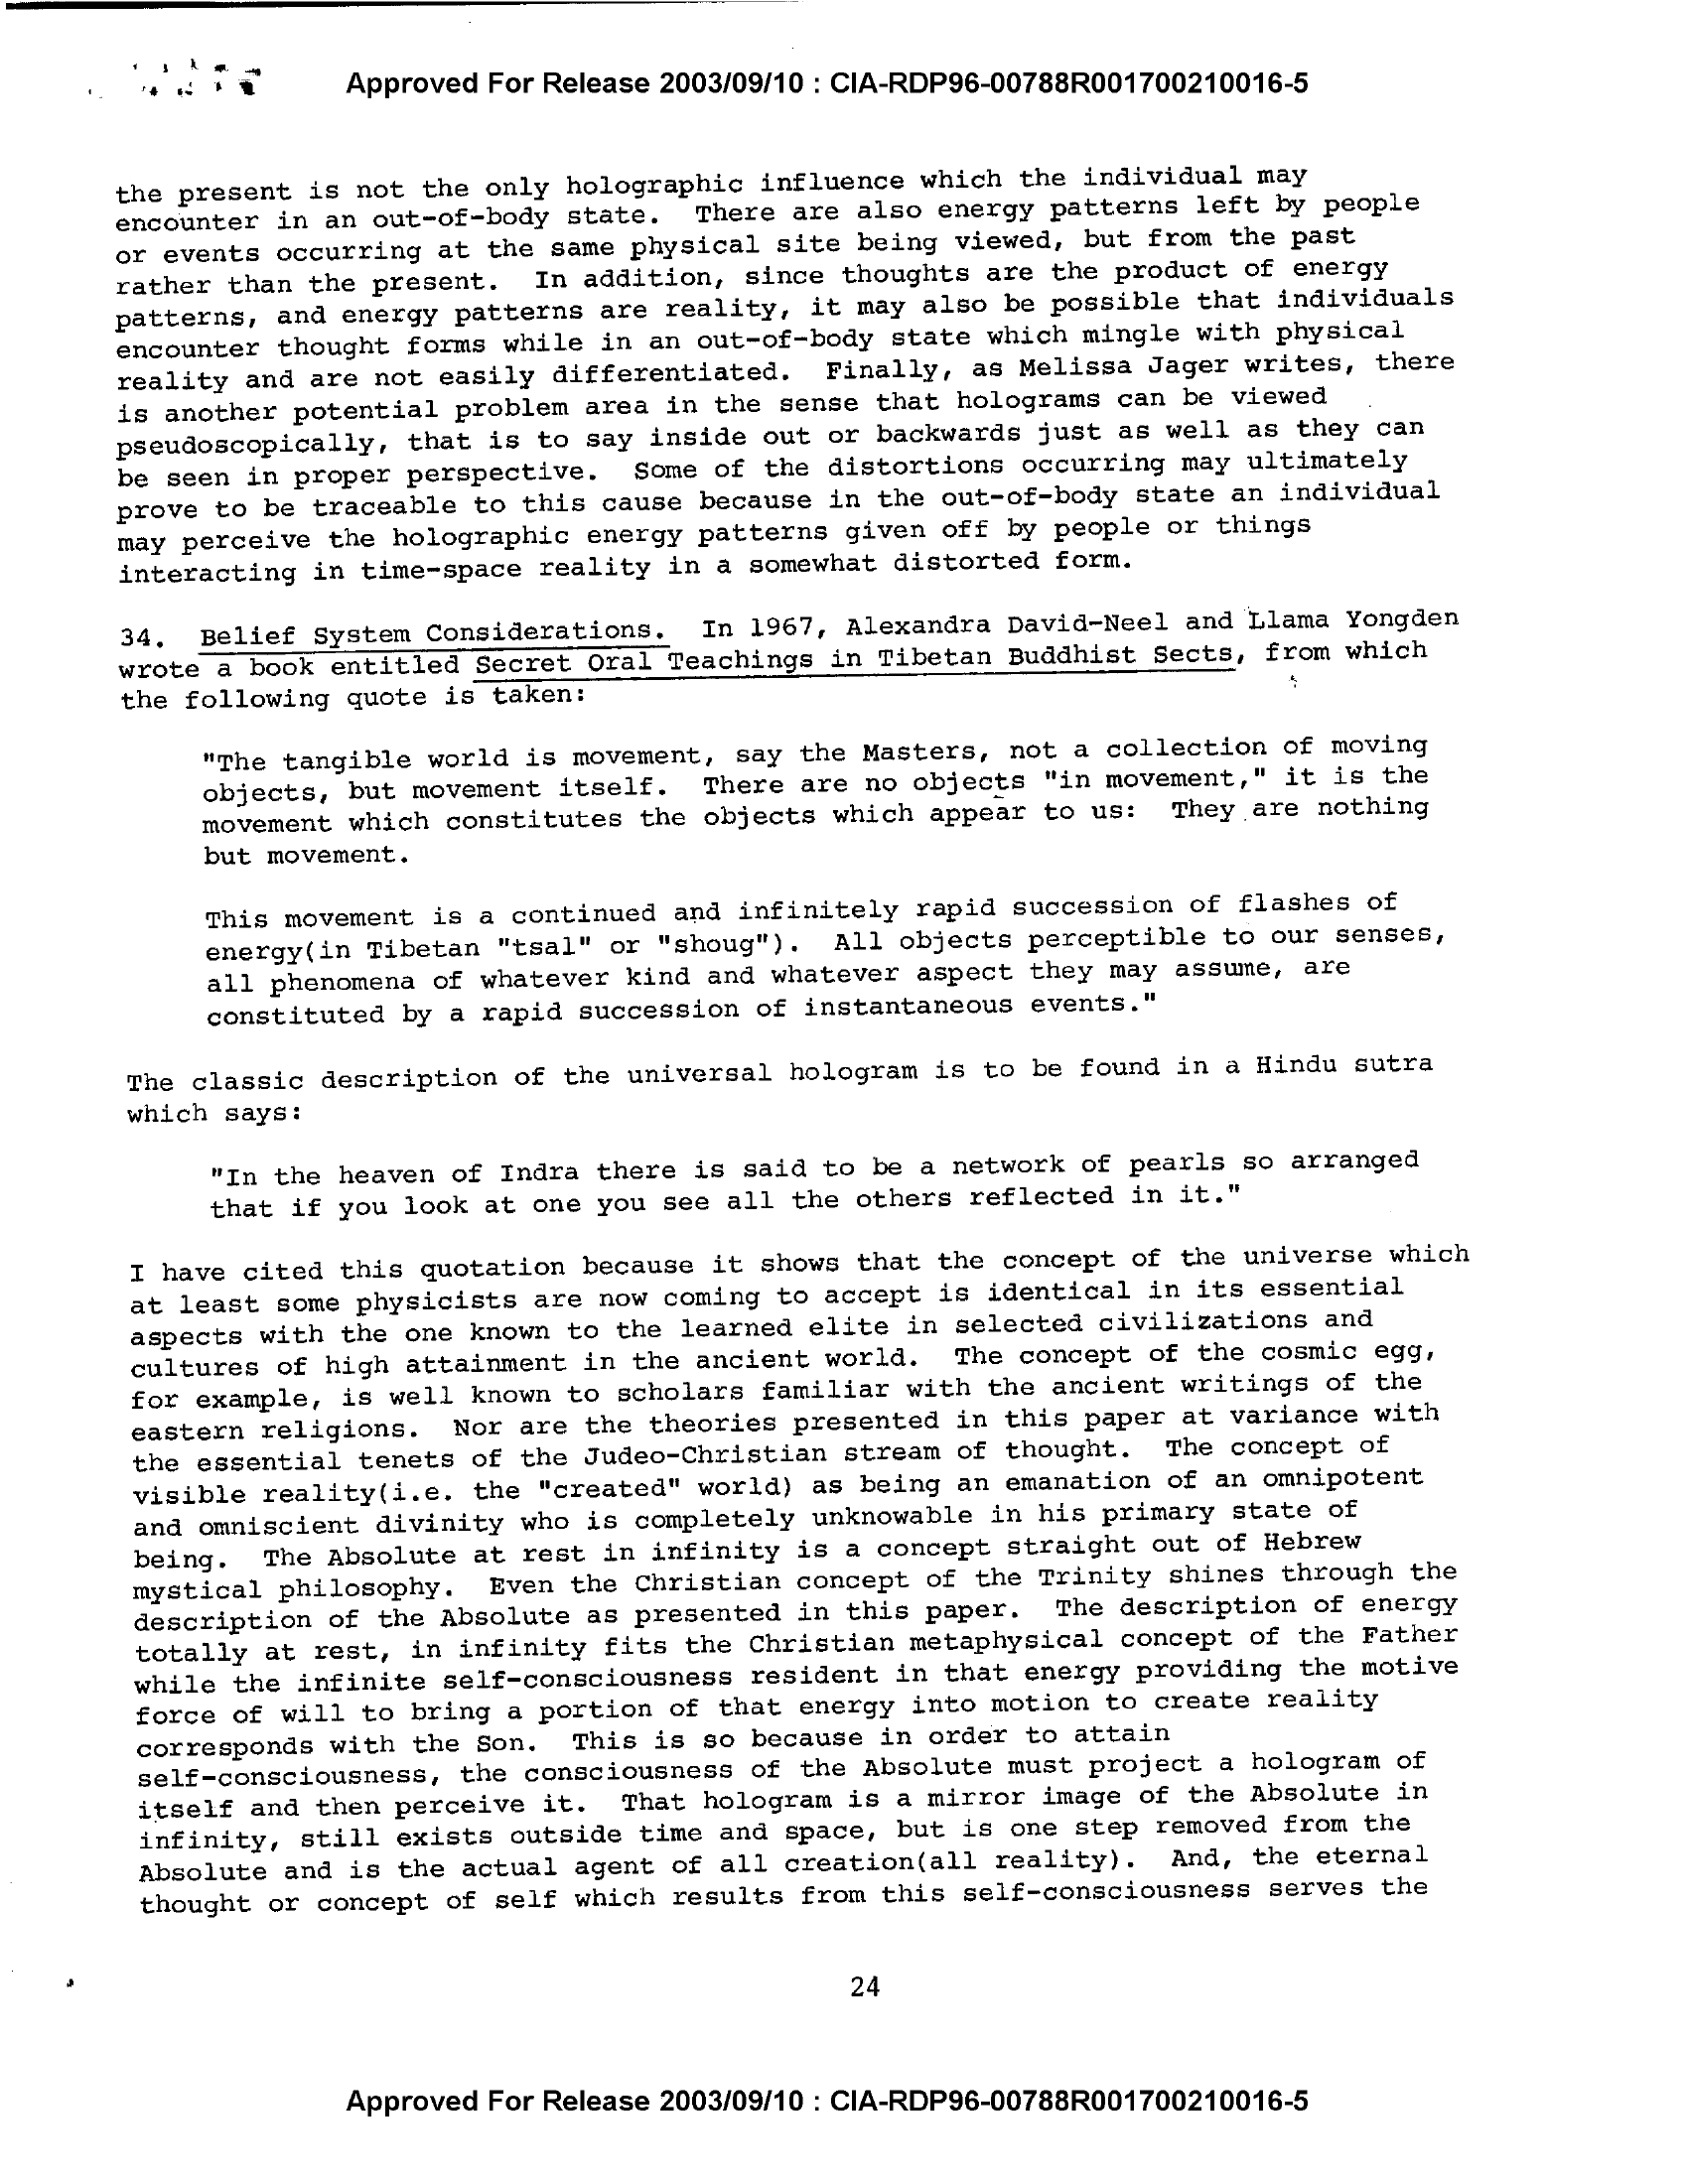 Approved For Release 2003/09/10 : CIA-RDP96-00788R001700210016-5
the present is not the only holographic influence which the individual may
encounter in an out-of-body state.  There are also energy patterns left by people
or events occurring at the same physical site being viewed, but from the past
rather than the present.  In addition, since thoughts are the product of energy
patterns, and energy patterns are reality, it may also be possible that individuals
encounter thought forms while in an out-of-body state which mingle with physical
reality and are not easily differentiated.  Finally, as Melissa Jager writes, there
is another potential problem area in the sense that holograms can be viewed
pseudoscopically, that is to say inside out or backwards just as well as they can
be seen in proper perspective.  Some of the distortions occurring may ultimately
prove to be traceable to this cause because in the out-of-body state an individual
may perceive the holographic energy patterns given off by people or things
interacting in time-space reality in a somewhat distorted form.
34.  Belief System Considerations.  In 1967, Alexandra David-Neel and Llama Yongden
wrote a book entitled Secret Oral Teachings in Tibetan Buddhist Sects, from which
the following quote is taken:
"The tangible world is movement, say the Masters, not a collection of moving
objects, but movement itself.  There are no objects "in movement," it is the
movement which constitutes the objects which appear to us:  They are nothing
but movement.
This movement is a continued and infinitely rapid succession of flashes of
energy(in Tibetan "tsal" or "shoug").  All objects perceptible to our senses,
all phenomena of whatever kind and whatever aspect they may assume, are
constituted by a rapid succession of instantaneous events."
The classic description of the universal hologram is to be found in a Hindu sutra
which says:
"In the heaven of Indra there is said to be a network of pearls so arranged
that if you look at one you see all the others reflected in it."
I have cited this quotation because it shows that the concept of the universe which
at least some physicists are now coming to accept is identical in its essential
aspects with the one known to the learned elite in selected civilizations and
cultures of high attainment in the ancient world.  The concept of the cosmic egg,
for example, is well known to scholars familiar with the ancient writings of the
eastern religions.  Nor are the theories presented in this paper at variance with
the essential tenets of the Judeo-Christian stream of thought.  The concept of
visible reality(i.e. the "created" world) as being an emanation of an omnipotent
and omniscient divinity who is completely unknowable in his primary state of
being.  The Absolute at rest in infinity is a concept straight out of Hebrew
mystical philosophy.  Even the Christian concept of the Trinity shines through the
description of the Absolute as presented in this paper.  The description of energy
totally at rest, in infinity fits the Christian metaphysical concept of the Father
while the infinite self-consciousness resident in that energy providing the motive
force of will to bring a portion of that energy into motion to create reality
corresponds with the Son.  This is so because in order to attain
self-consciousness, the consciousness of the Absolute must project a hologram of
itself and then perceive it.  That hologram is a mirror image of the Absolute in
infinity, still exists outside time and space, but is one step removed from the
Absolute and is the actual agent of all creation(all reality).  And, the eternal
thought or concept of self which results from this self-consciousness serves the
24
Approved For Release 2003/09/10 : CIA-RDP96-00788R001700210016-5